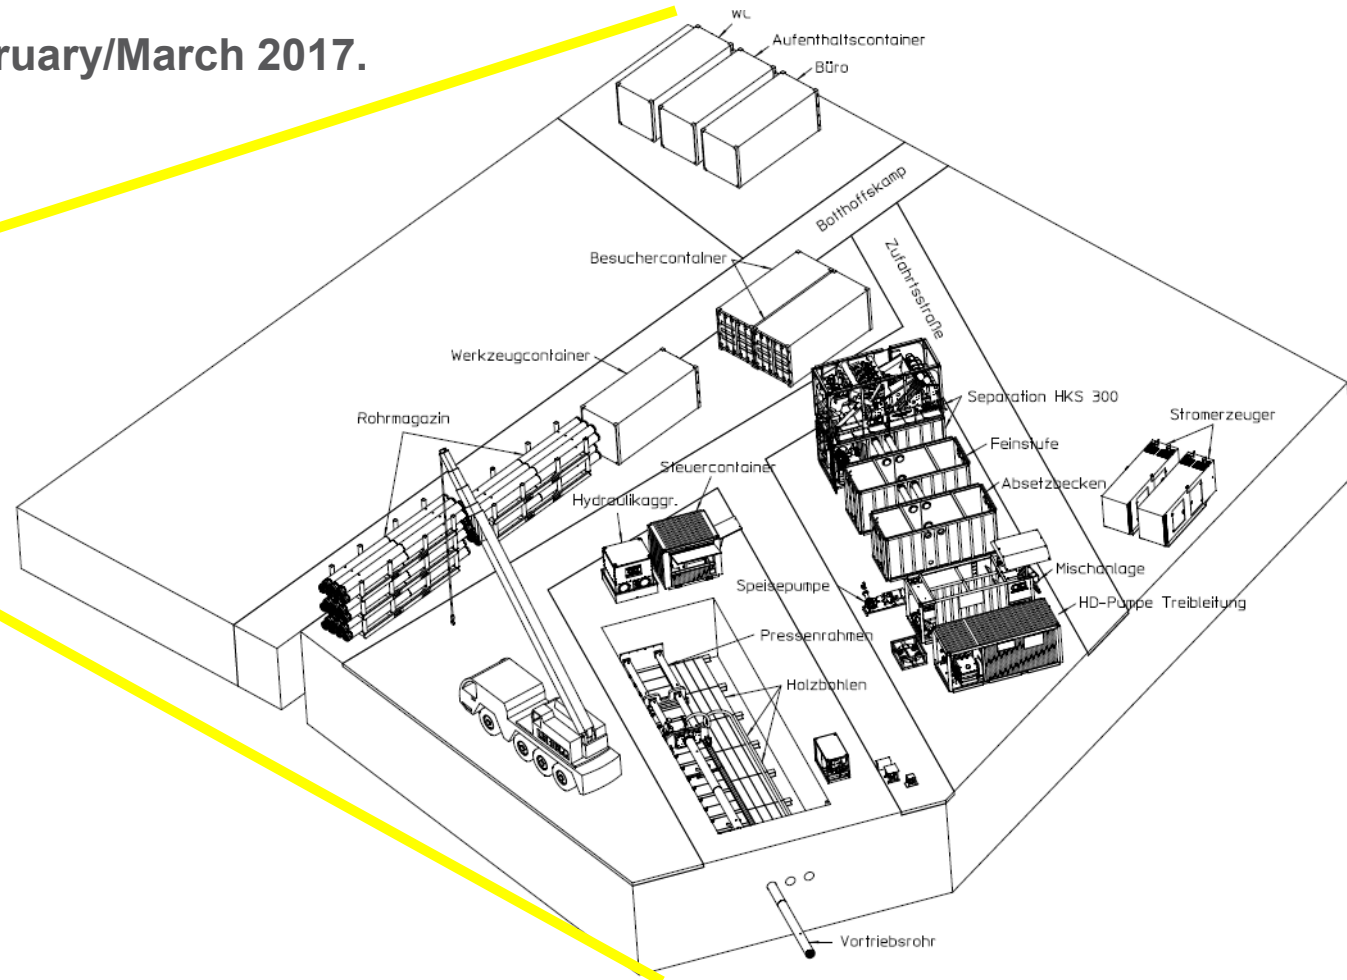 ruary/March 2017.
WC
Aufenthaltscontainer
Büro
Botthoffskamp
Besuchercontainer
Zufahrtsstraße
Werkzeugcontainer
Rohrmagazin
Separation HKS 300
Stromerzeuger
Feinstufe
Steuercontainer
Absetzbecken
Hydraulikaggr.
Mischanlage
Speisepumpe
HD-Pumpe Treibleitung
Pressenrahmen
Holzbohlen
Vortriebsrohr